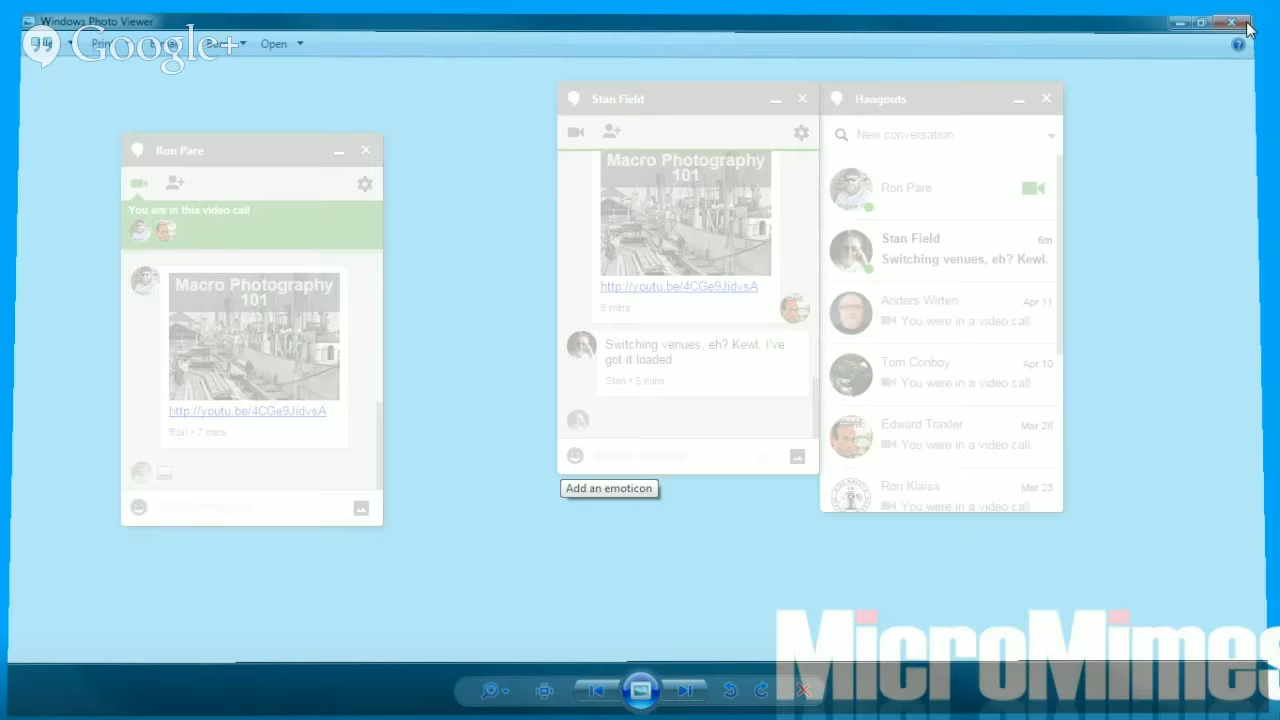 Windows Photo Viewer
Google+
File Print Burn Open
Ron Pare
You are in this video call
Macro Photography
101
http://youtu.be/4CGe9JidvsA
Ron • 7 mins
Stan Field
Macro Photography
101
http://youtu.be/4CGe9JidvsA
6 mins
Switching venues, eh? Kewl. I've
got it loaded
Stan • 5 mins
Add an emoticon
Hangouts
New conversation
Ron Pare
Stan Field 6m
Switching venues, eh? Kewl.
Anders Wirten Apr 11
You were in a video call
Tom Conboy Apr 10
You were in a video call
Edward Traxler Mar 28
You were in a video call
Ron Klaiss Mar 23
You were in a video call
MicroMimes